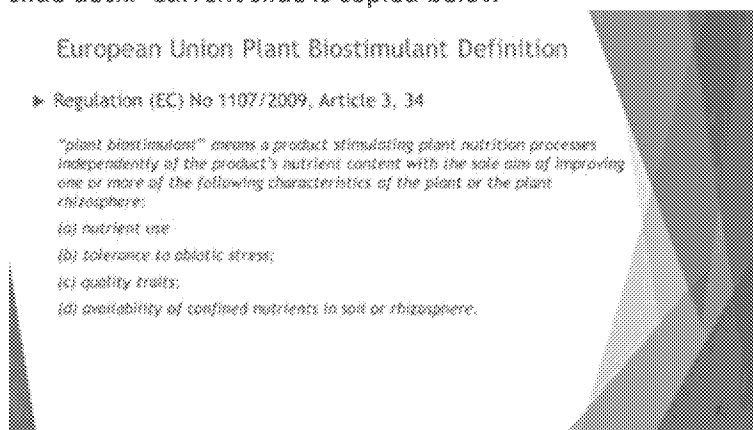 European Union Plant Biostimulant Definition
▶ Regulation (EC) No 1107/2009, Article 3, 34
"plant biostimulant" means a product stimulating plant nutrition processes
independently of the product's nutrient content with the sole aim of improving
one or more of the following characteristics of the plant or the plant
rhizosphere:
(a) nutrient use
(b) tolerance to abiotic stress;
(c) quality traits;
(d) availability of confined nutrients in soil or rhizosphere.